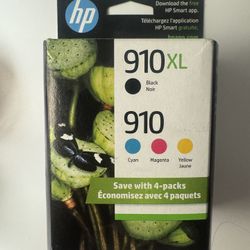 hp
Download the free
HP Smart app.
Téléchargez l'app
HP Smart gratuite.
910XL
Black
Noir
910
Cyan
Magenta
Yellow
Jaune
Save with 4-packs
Économisez avec 4 paquets